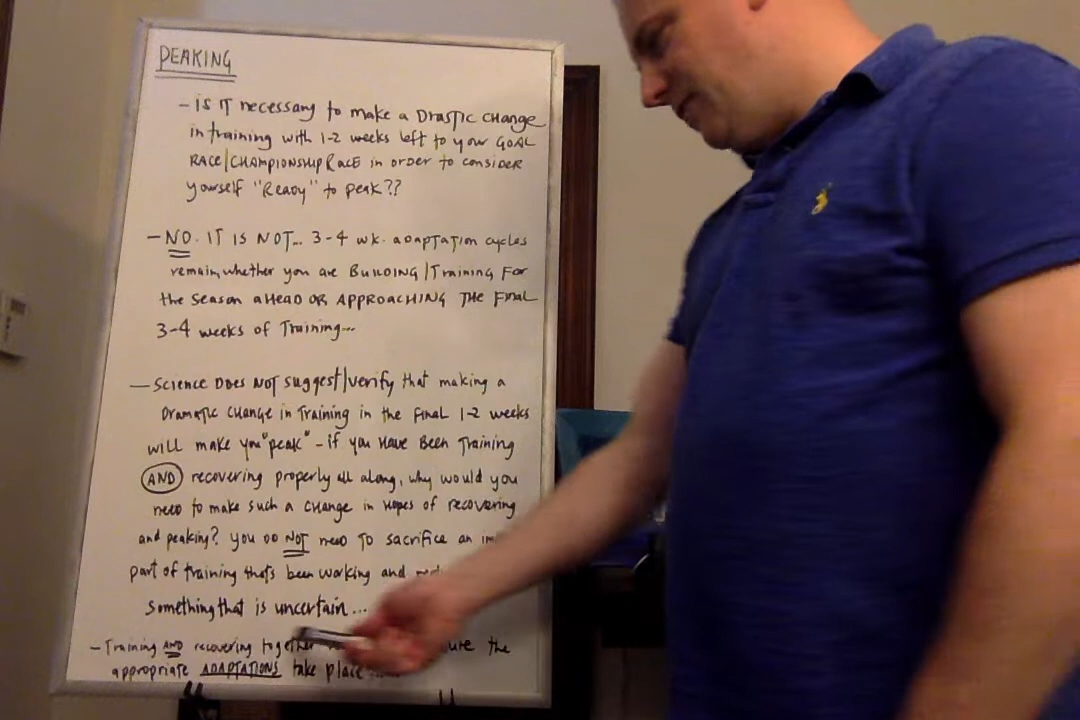 PEAKING
- IS IT necessary to make a DRASTIC CHANGE
in training with 1-2 weeks left to your GOAL
RACE/CHAMPIONSHIP RACE in order to consider
yourself "Ready" to peak??
- NO. IT IS NOT... 3-4 wk. adaptation cycles
remain, whether you are BUILDING/Training FOR
the season aHEAD OR APPROACHING THE FINAL
3-4 weeks of Training...
- Science Does NOT suggest/verify that making a
Dramatic CHANGE in Training in the final 1-2 weeks
will make you "peak" - if you HAVE BEEN Training
AND recovering properly all along, why would you
need to make such a change in Hopes of recovering
and peaking? you DO NOT need TO sacrifice an
part of training that's been working and
Something that is uncertain...
- Training AND recovering together the
appropriate ADAPTATIONS take place